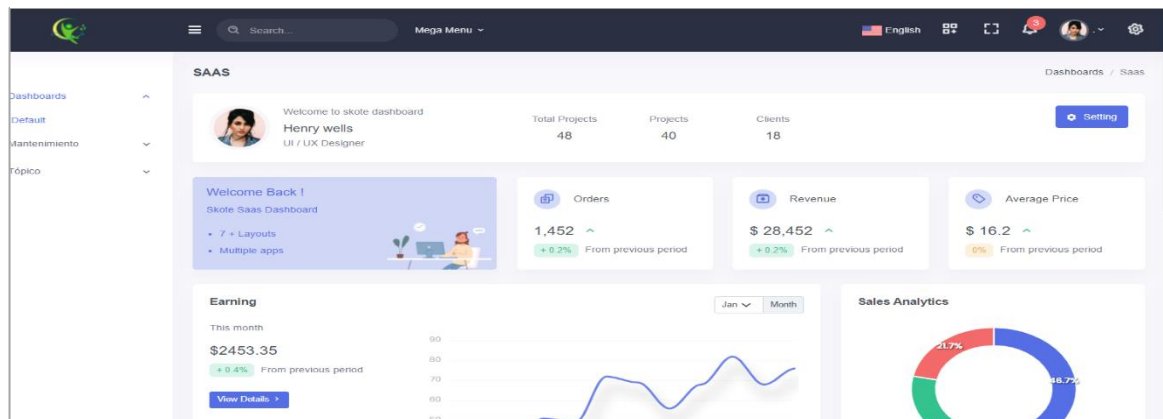 Search...
Mega Menu
English
3
SAAS
Dashboards / Saas
Dashboards
Default
Mantenimiento
Tópico
Welcome to skote dashboard
Henry wells
UI / UX Designer
Total Projects
48
Projects
40
Clients
18
Setting
Welcome Back !
Skote Saas Dashboard
• 7 + Layouts
• Multiple apps
Orders
1,452
+ 0.2% From previous period
Revenue
$ 28,452
+ 0.2% From previous period
Average Price
$ 16.2
0% From previous period
Earning
Jan
Month
This month
$2453.35
+ 0.4% From previous period
View Details >
90
80
70
60
50
Sales Analytics
21.7%
46.7%